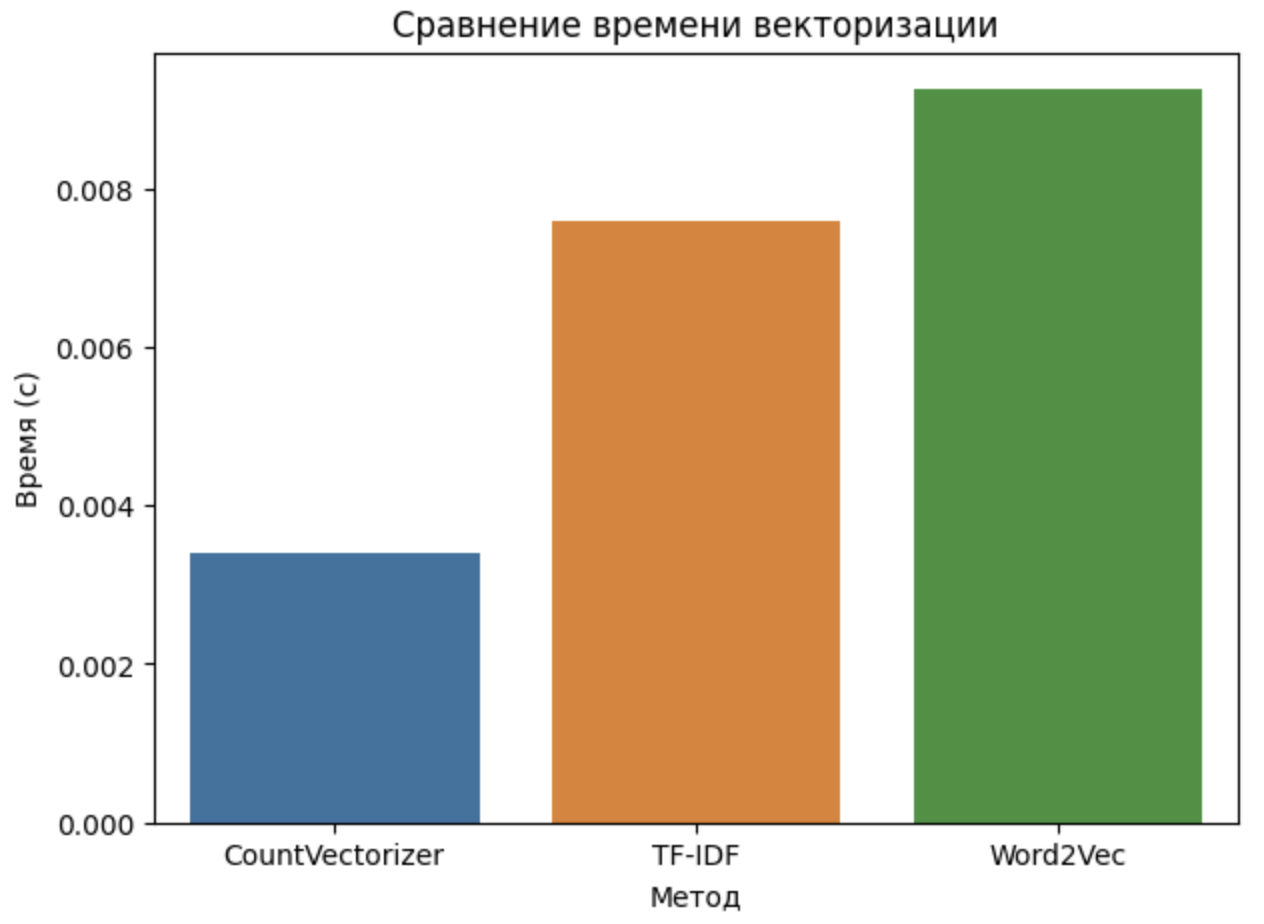 Сравнение времени векторизации
Время (с)
0.008
0.006
0.004
0.002
0.000
CountVectorizer
TF-IDF
Word2Vec
Метод